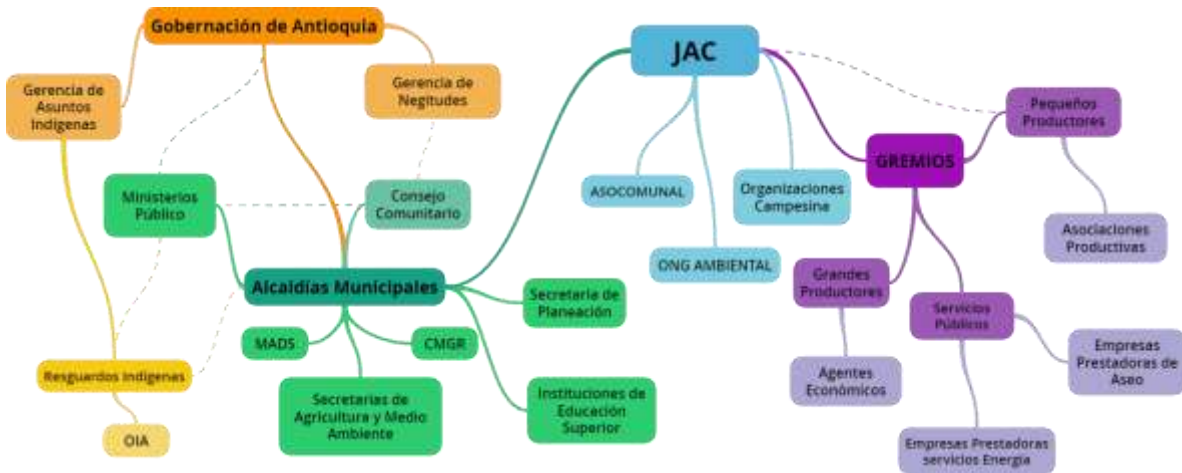 Gobernación de Antioquia
JAC
Gerencia de
Asuntos
Indigenas
Gerencia de
Negitudes
Pequeños
Productores
GREMIOS
Ministerios
Público
Consejo
Comunitario
ASOCOMUNAL
Organizaciones
Campesina
Asociaciones
Productivas
ONG AMBIENTAL
Alcaldías Municipales
Grandes
Productores
Secretaria de
Planeación
Servicios
Públicos
MADS
CMGR
Empresas
Prestadoras de
Aseo
Resguardos Indígenas
Agentes
Económicos
Secretarias de
Agricultura y Medio
Ambiente
Instituciones de
Educación
Superior
OIA
Empresas Prestadoras
servicios Energia